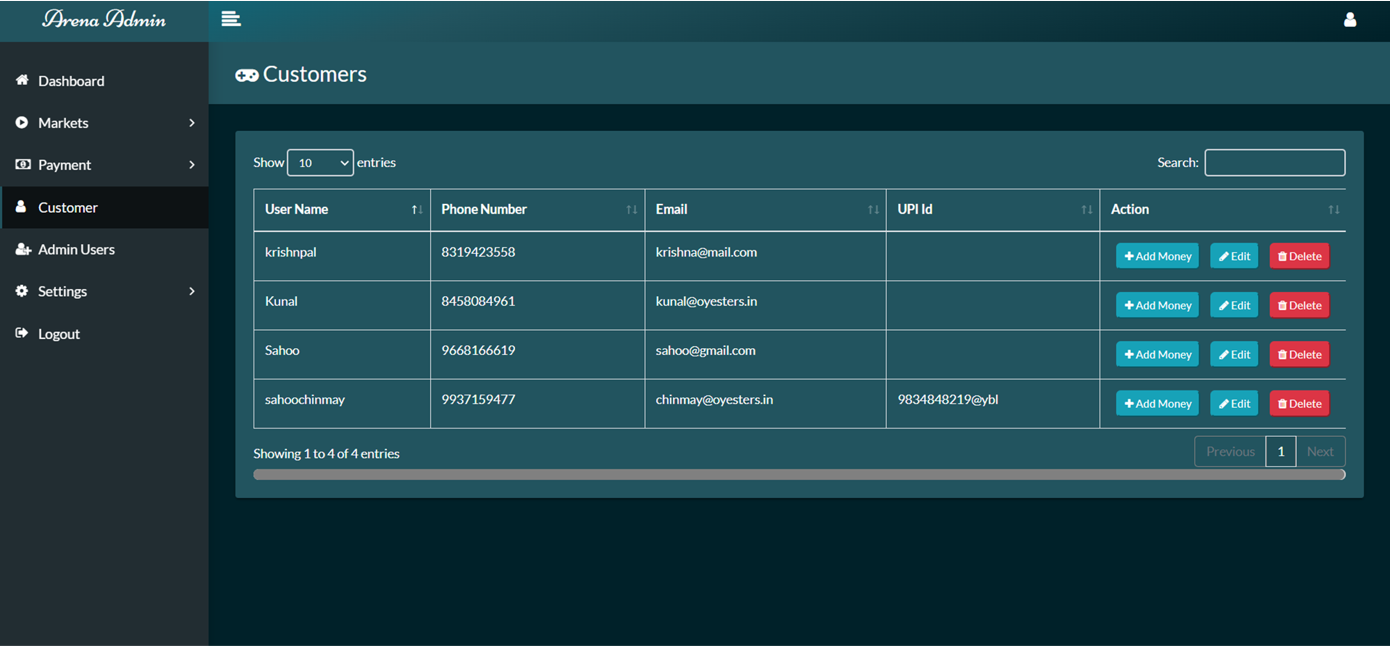 Arena Admin
Customers
Dashboard
Markets
Payment
Customer
Admin Users
Settings
Logout
Show 10 entries Search:
User Name Phone Number Email UPI Id Action
krishnpal 8319423558 krishna@mail.com Add Money Edit Delete
Kunal 8458084961 kunal@oyesters.in Add Money Edit Delete
Sahoo 9668166619 sahoo@gmail.com Add Money Edit Delete
sahoochinmay 9937159477 chinmay@oyesters.in 9834848219@ybl Add Money Edit Delete
Showing 1 to 4 of 4 entries Previous 1 Next